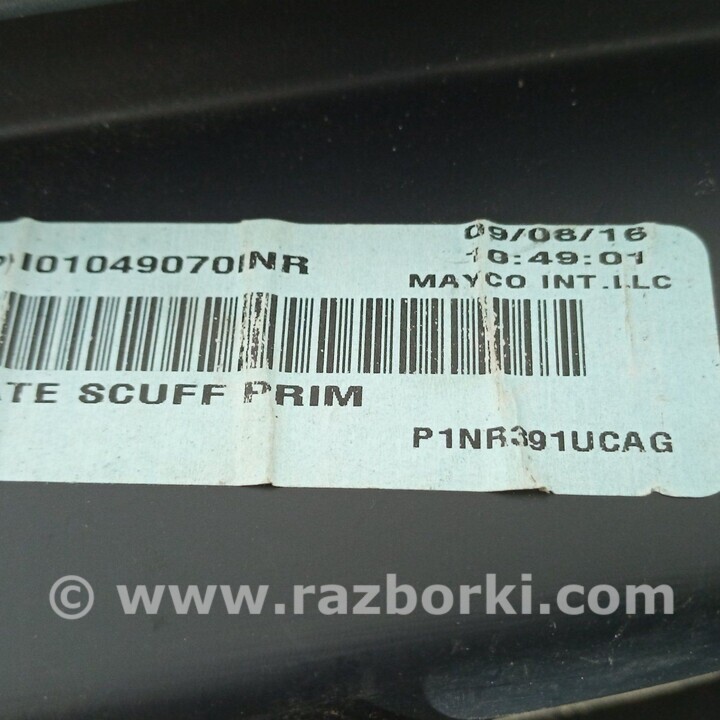 09/08/16
I01049070INR
16:49:01
MAYCO INT.LLC
ATE SCUFF PRIM
P1NR391UCAG
© www.razborki.com